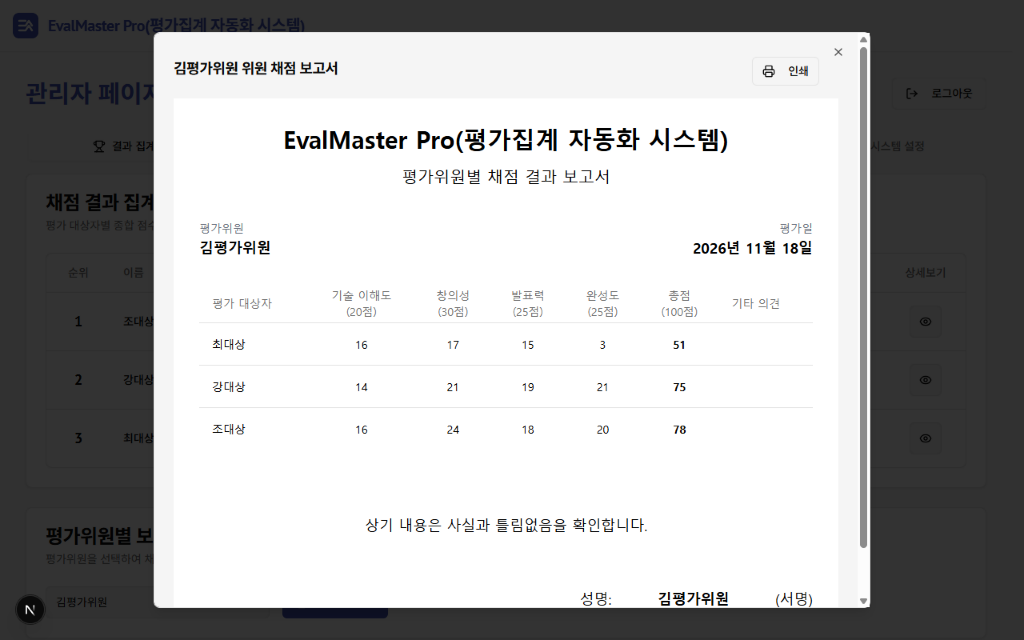 EvalMaster Pro(평가집계 자동화 시스템)
관리자 페이지
로그아웃
결과 집계
시스템 설정
채점 결과 집계
평가 대상자별 종합 점수
순위 이름 상세보기
1 조대상
2 강대상
3 최대상
평가위원별 보
평가위원을 선택하여 채
김평가위원
N
김평가위원 위원 채점 보고서
인쇄
EvalMaster Pro(평가집계 자동화 시스템)
평가위원별 채점 결과 보고서
평가위원 평가일
김평가위원 2026년 11월 18일
평가 대상자 기술 이해도 창의성 발표력 완성도 총점 기타 의견
(20점) (30점) (25점) (25점) (100점)
최대상 16 17 15 3 51
강대상 14 21 19 21 75
조대상 16 24 18 20 78
상기 내용은 사실과 틀림없음을 확인합니다.
성명: 김평가위원 (서명)